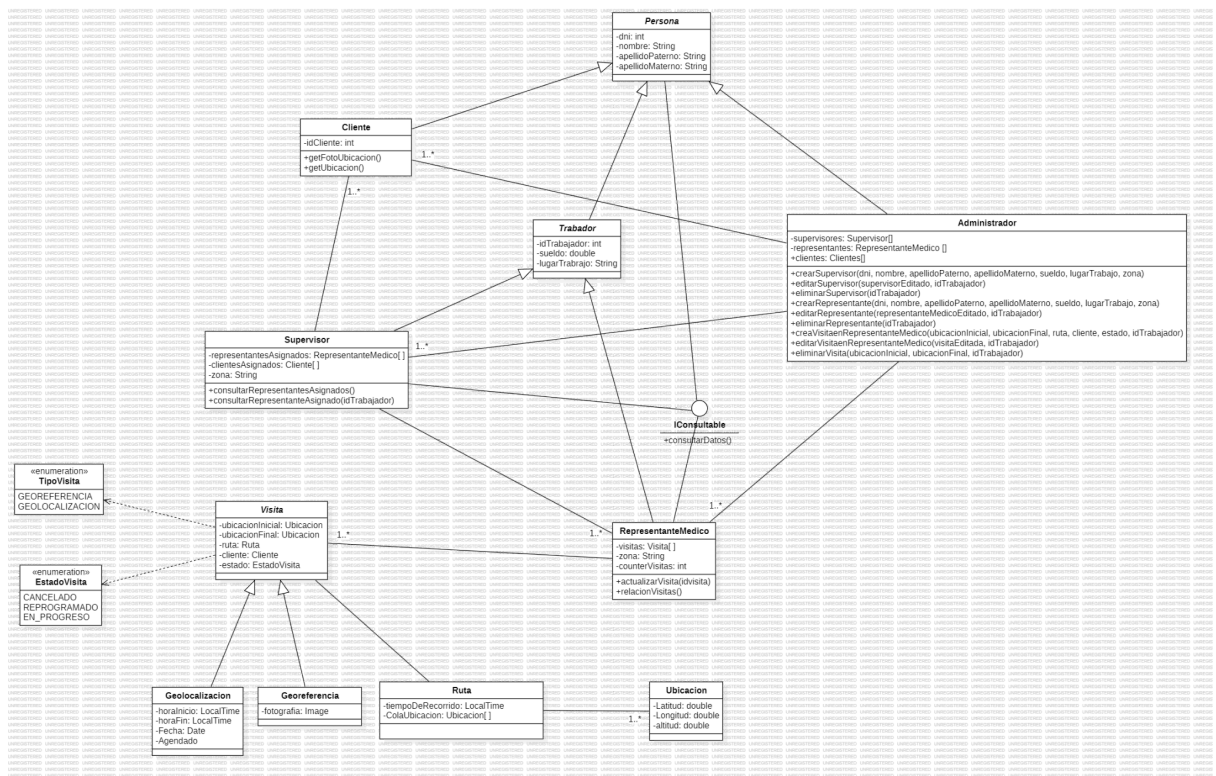 Persona
-dni: int
-nombre: String
-apellidoPaterno: String
-apellidoMaterno: String
Cliente
-idCliente: int
+getFotoUbicacion()
+getUbicacion()
1..*
1..*
Trabador
-idTrabajador: int
-sueldo: double
-lugarTrabrajo: String
Administrador
-supervisores: Supervisor[]
-representantes: RepresentanteMedico []
+clientes: Clientes[]
+crearSupervisor(dni, nombre, apellidoPaterno, apellidoMaterno, sueldo, lugarTrabajo, zona)
+editarSupervisor(supervisorEditado, idTrabajador)
+eliminarSupervisor(idTrabajador)
+crearRepresentante(dni, nombre, apellidoPaterno, apellidoMaterno, sueldo, lugarTrabajo, zona)
+editarRepresentante(representanteMedicoEditado, idTrabajador)
+eliminarRepresentante(idTrabajador)
+creaVisitaenRepresentanteMedico(ubicacionInicial, ubicacionFinal, ruta, cliente, estado, idTrabajador)
+editarVisitaenRepresentanteMedico(visitaEditada, idTrabajador)
+eliminarVisita(ubicacionInicial, ubicacionFinal, idTrabajador)
Supervisor
-representantesAsignados: RepresentanteMedico[ ]
-clientesAsignados: Cliente[ ]
-zona: String
+consultarRepresentantesAsignados()
+consultarRepresentanteAsignado(idTrabajador)
1..*
IConsultable
+consultarDatos()
«enumeration»
TipoVisita
GEOREFERENCIA
GEOLOCALIZACION
«enumeration»
EstadoVisita
CANCELADO
REPROGRAMADO
EN_PROGRESO
Visita
-ubicacionInicial: Ubicacion
-ubicacionFinal: Ubicacion
-ruta: Ruta
-cliente: Cliente
-estado: EstadoVisita
1..*
1..*
1..*
RepresentanteMedico
-visitas: Visita[ ]
-zona: String
-counterVisitas: int
+actualizarVisita(idvisita)
+relacionVisitas()
Geolocalizacion
-horaInicio: LocalTime
-horaFin: LocalTime
-Fecha: Date
-Agendado
Georeferencia
-fotografia: Image
Ruta
-tiempoDeRecorrido: LocalTime
-ColaUbicacion: Ubicacion[ ]
1..*
Ubicacion
-Latitud: double
-Longitud: double
-altitud: double
UNREGISTERED